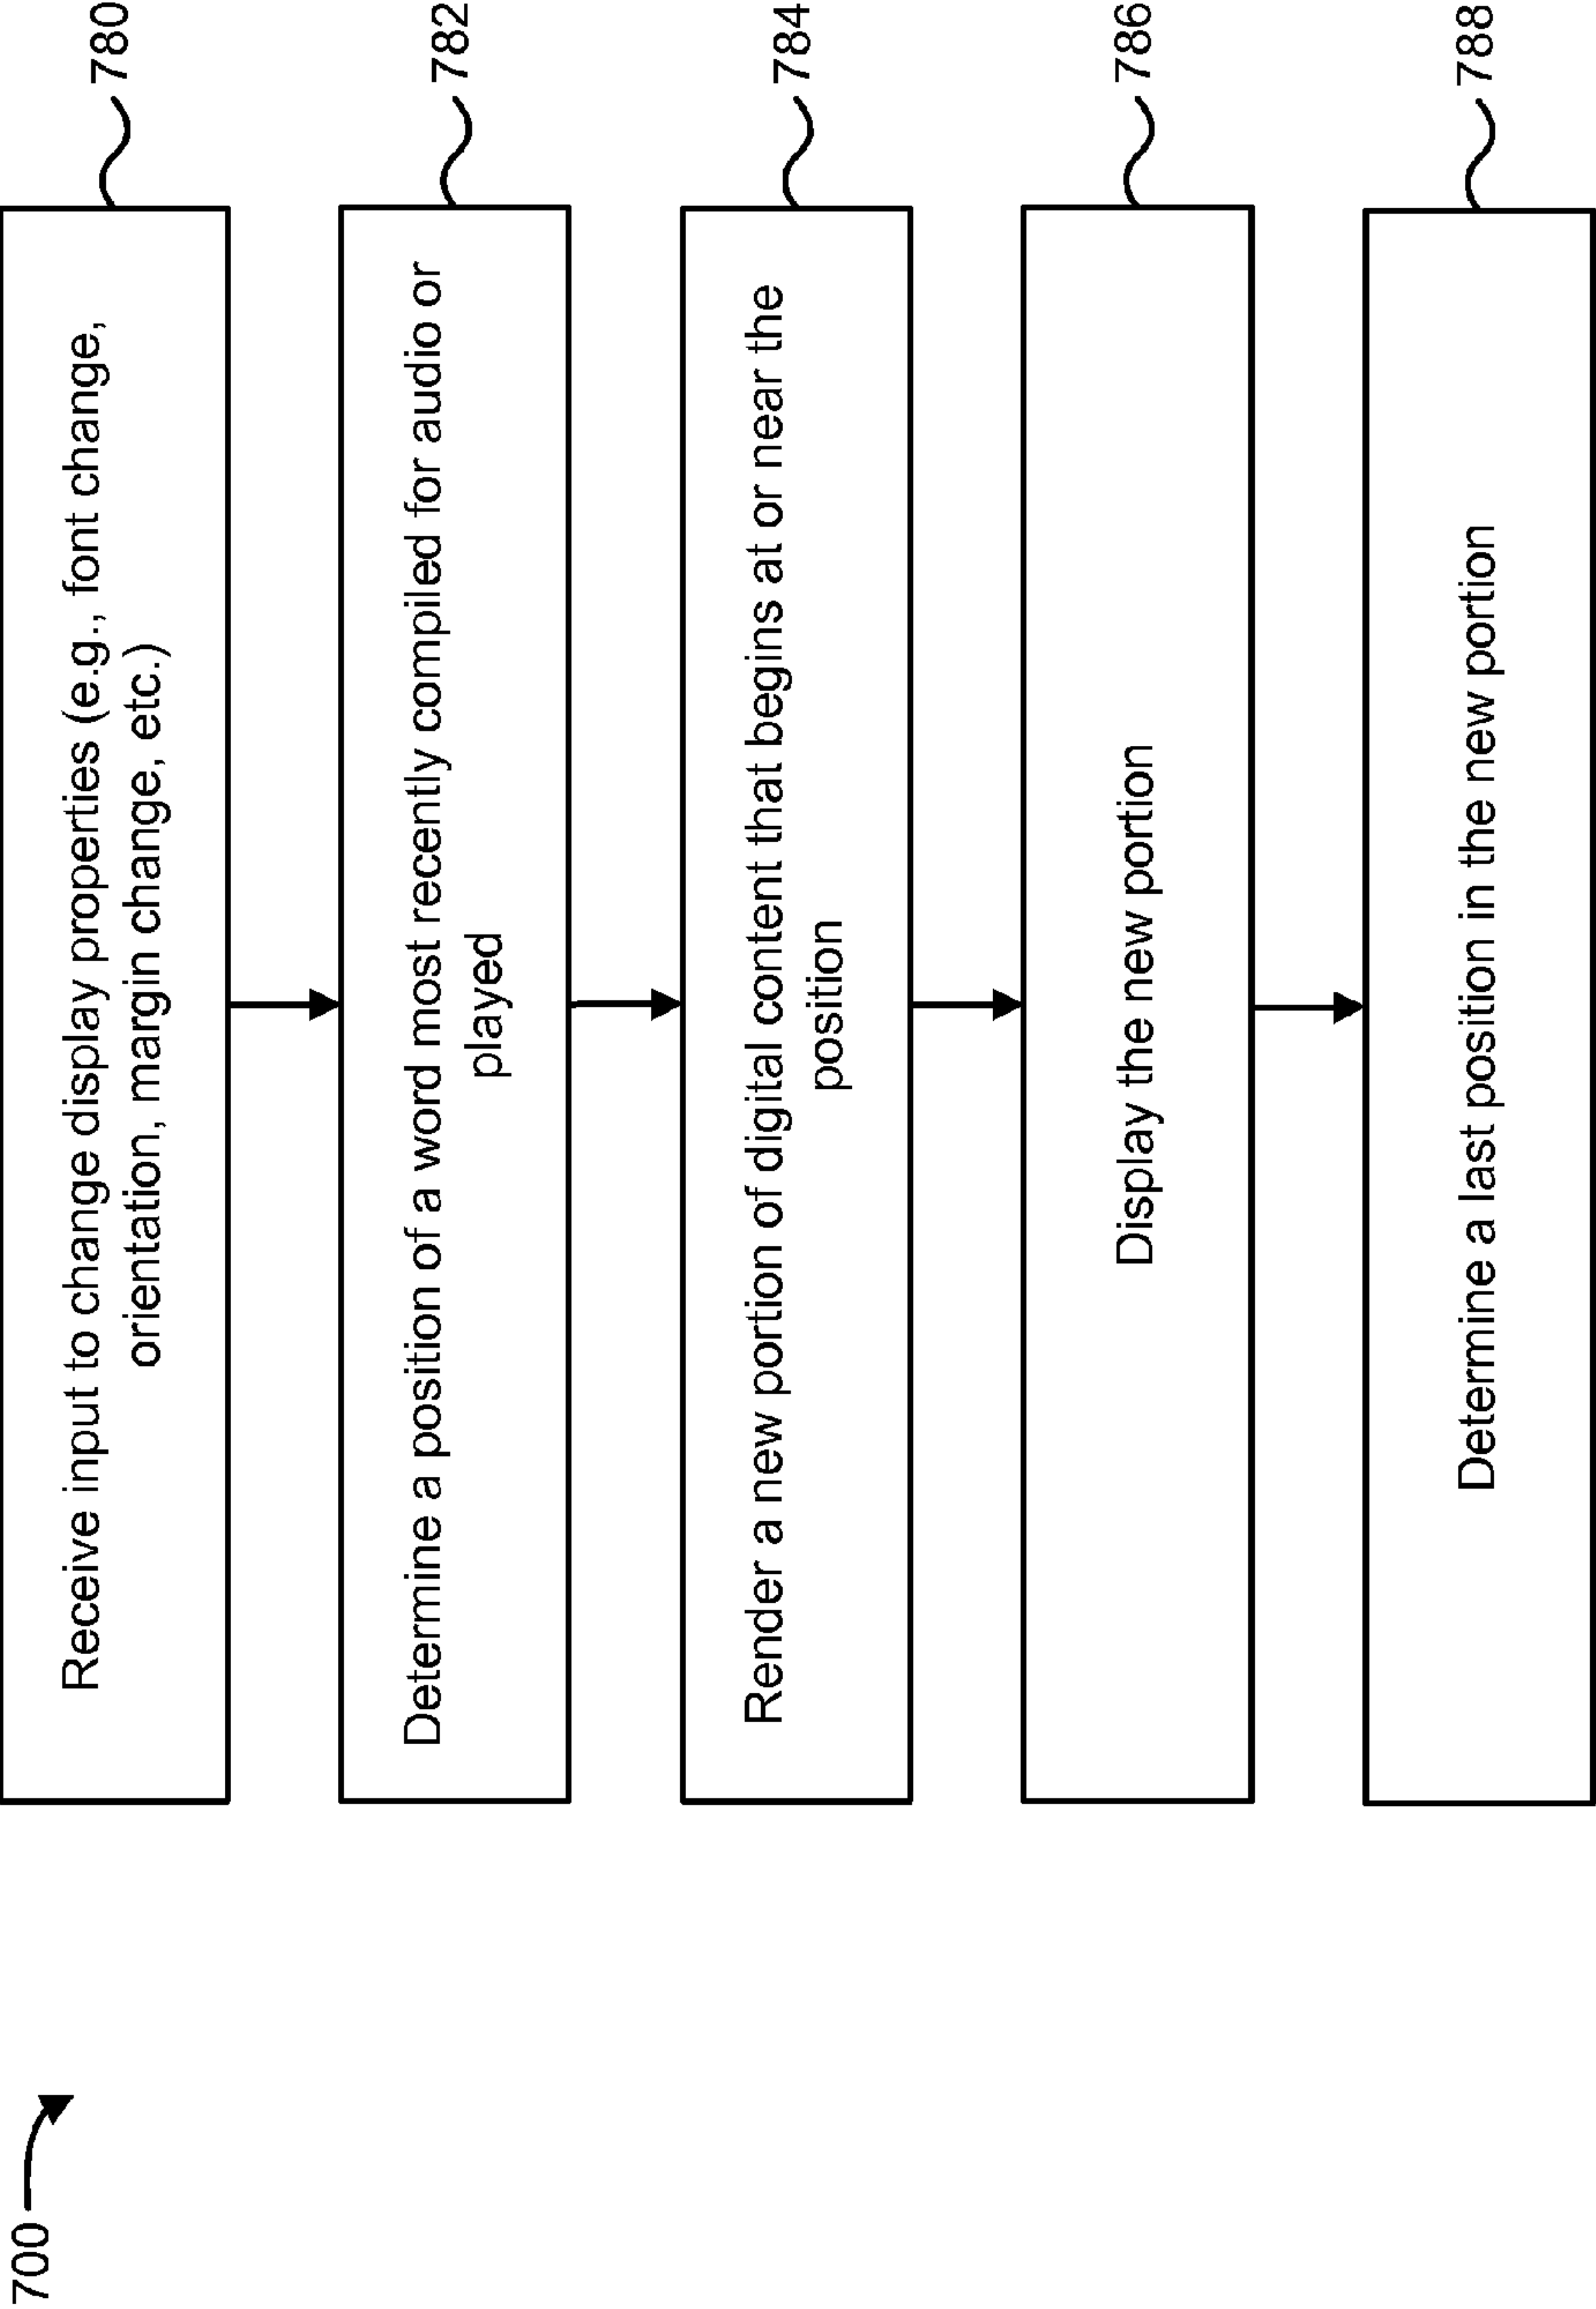 700
Receive input to change display properties (e.g., font change,
orientation, margin change, etc.)
780
Determine a position of a word most recently compiled for audio or
played
782
Render a new portion of digital content that begins at or near the
position
784
Display the new portion
786
Determine a last position in the new portion
788